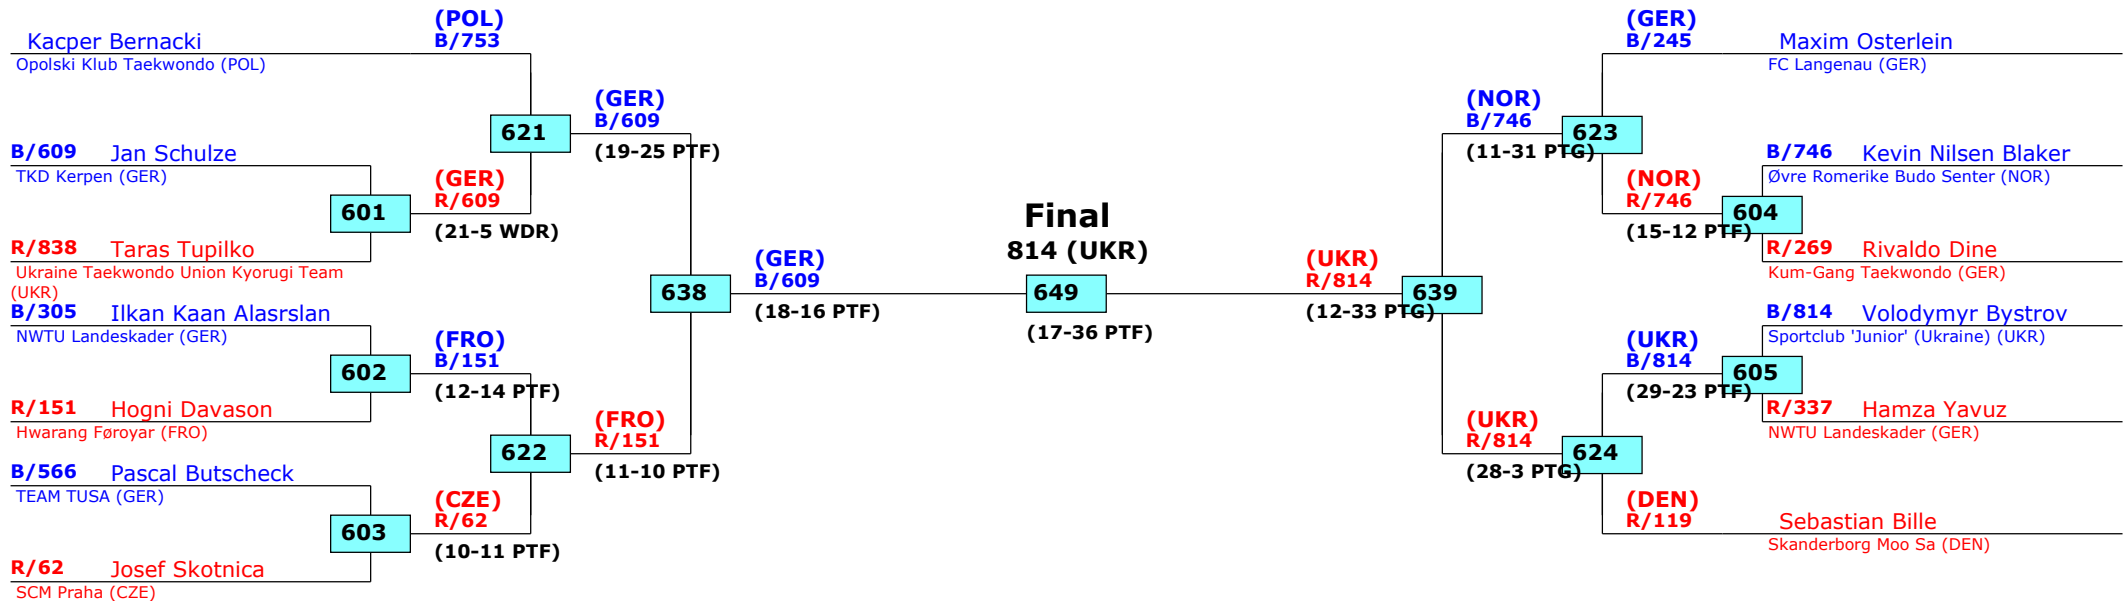 (POL)
Kacper Bernacki B/753
Opolski Klub Taekwondo (POL)
B/609 Jan Schulze
TKD Kerpen (GER)
601
R/838 Taras Tupilko
Ukraine Taekwondo Union Kyorugi Team
(UKR)
(GER)
R/609
(21-5 WDR)
621
(GER)
B/609
(19-25 PTF)
B/305 Ilkan Kaan Alasrslan
NWTU Landeskader (GER)
602
R/151 Hogni Davason
Hwarang Føroyar (FRO)
(FRO)
B/151
(12-14 PTF)
B/566 Pascal Butscheck
TEAM TUSA (GER)
603
R/62 Josef Skotnica
SCM Praha (CZE)
(CZE)
R/62
(10-11 PTF)
622
(FRO)
R/151
(11-10 PTF)
638
(GER)
B/609
(18-16 PTF)
Final
814 (UKR)
649
(17-36 PTF)
(UKR)
R/814
(12-33 PTG)
639
(NOR)
B/746
(11-31 PTG)
623
(GER)
B/245 Maxim Osterlein
FC Langenau (GER)
(NOR)
R/746
(15-12 PTF)
604
B/746 Kevin Nilsen Blaker
Øvre Romerike Budo Senter (NOR)
R/269 Rivaldo Dine
Kum-Gang Taekwondo (GER)
(UKR)
R/814
(28-3 PTG)
624
(UKR)
B/814
(29-23 PTF)
605
B/814 Volodymyr Bystrov
Sportclub 'Junior' (Ukraine) (UKR)
R/337 Hamza Yavuz
NWTU Landeskader (GER)
(DEN)
R/119 Sebastian Bille
Skanderborg Moo Sa (DEN)